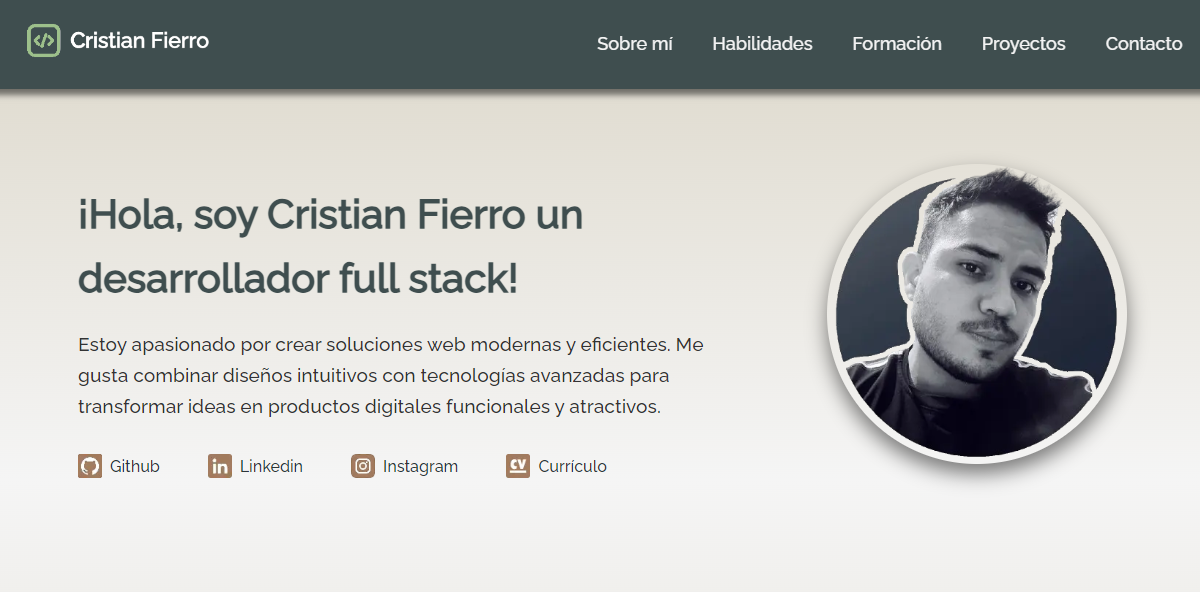 Cristian Fierro
Sobre mí
Habilidades
Formación
Proyectos
Contacto
¡Hola, soy Cristian Fierro un
desarrollador full stack!
Estoy apasionado por crear soluciones web modernas y eficientes. Me
gusta combinar diseños intuitivos con tecnologías avanzadas para
transformar ideas en productos digitales funcionales y atractivos.
Github
Linkedin
Instagram
Currículo